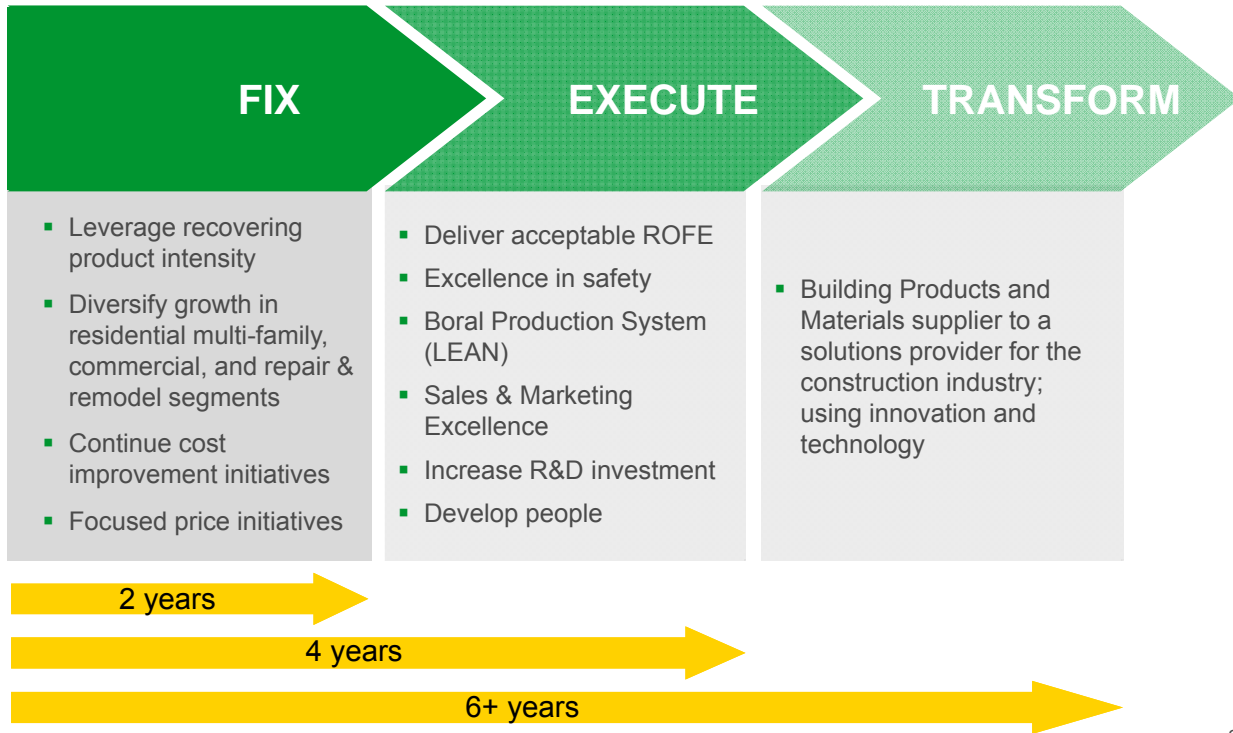 FIX
EXECUTE
TRANSFORM
▪ Leverage recovering
product intensity
▪ Diversify growth in
residential multi-family,
commercial, and repair &
remodel segments
▪ Continue cost
improvement initiatives
▪ Focused price initiatives
▪ Deliver acceptable ROFE
▪ Excellence in safety
▪ Boral Production System
(LEAN)
▪ Sales & Marketing
Excellence
▪ Increase R&D investment
▪ Develop people
▪ Building Products and
Materials supplier to a
solutions provider for the
construction industry;
using innovation and
technology
2 years
4 years
6+ years